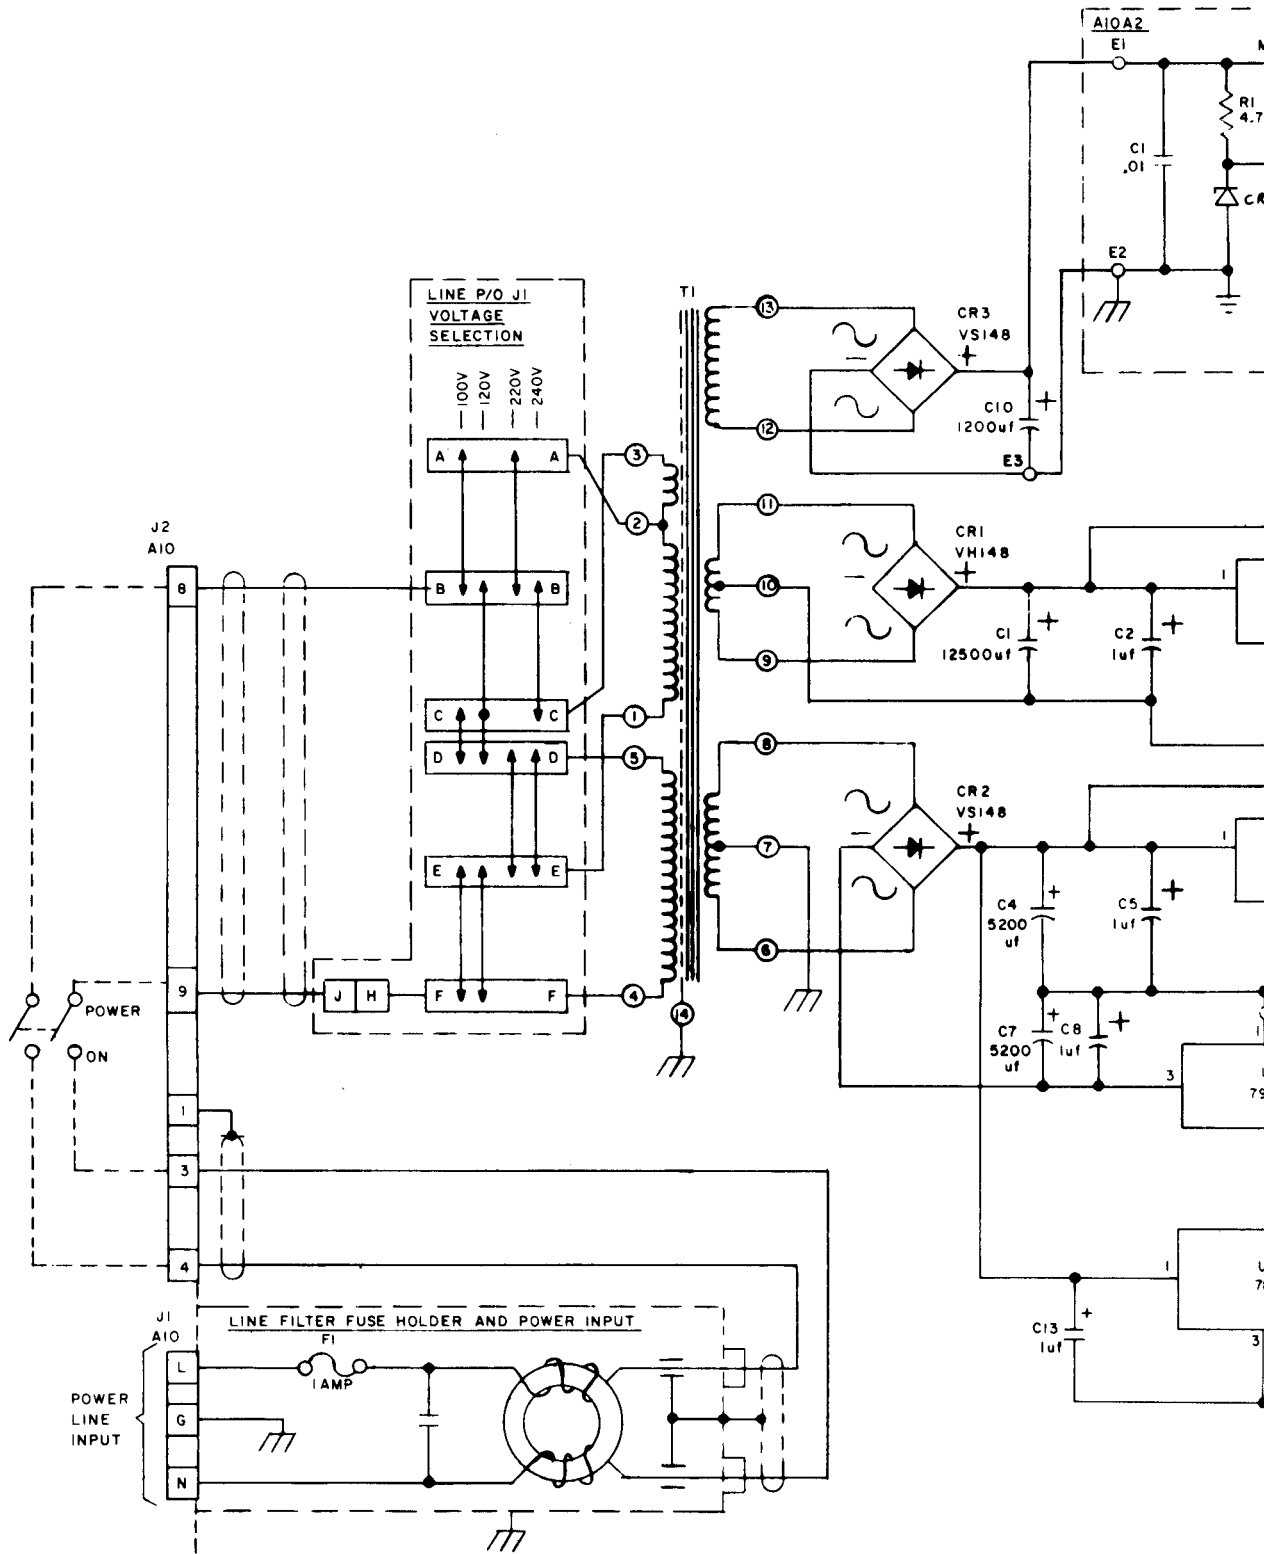 A10A2
E1
R1
4.7
C1
.01
CR
E2
LINE P/O J1
VOLTAGE
SELECTION
100V
120V
220V
240V
T1
13
CR3
VS148
+
12
C10
1200uf
+
E3
A
A
3
2
11
CR1
VH148
+
J2
A10
8
B
B
10
1
9
C1
12500uf
+
C2
1uf
+
C
C
1
D
D
5
8
CR2
VS148
+
7
1
E
E
C4
5200
uf
+
C5
1uf
+
6
9
J
H
F
F
4
POWER
ON
14
C7
5200
uf
+
C8
1uf
+
1
3
79
1
3
4
1
3
C13
1uf
+
J1
A10
LINE FILTER FUSE HOLDER AND POWER INPUT
F1
1AMP
L
POWER
LINE
INPUT
G
N